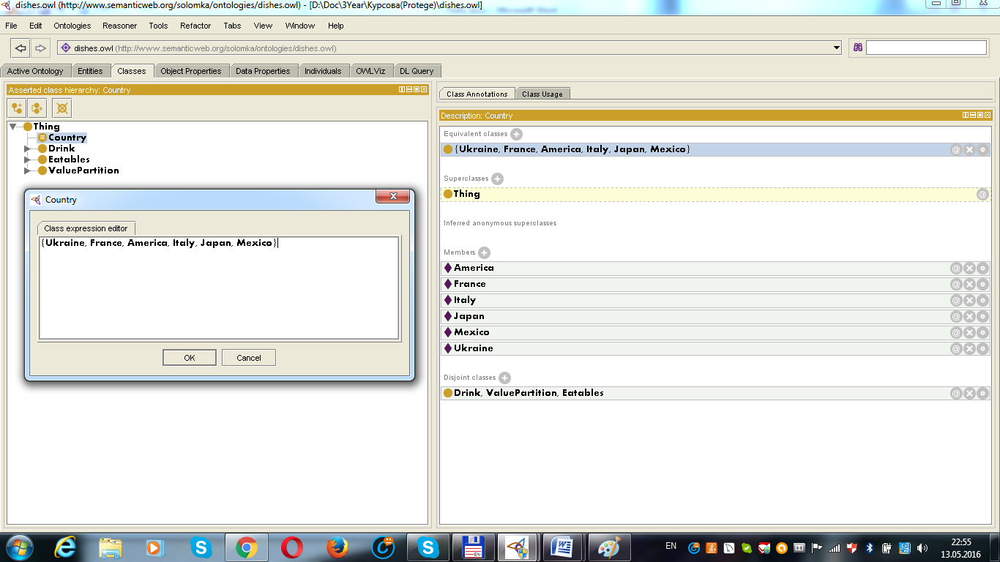 dishes.owl (http://www.semanticweb.org/solomka/ontologies/dishes.owl) - [D:\Doc\3Year\Курсова(Protege)\dishes.owl]
File Edit Ontologies Reasoner Tools Refactor Tabs View Window Help
dishes.owl (http://www.semanticweb.org/solomka/ontologies/dishes.owl)
Active Ontology Entities Classes Object Properties Data Properties Individuals OWLViz DL Query
Asserted class hierarchy: Country
Thing
Country
Drink
Eatables
ValuePartition
Country
Class expression editor
{Ukraine, France, America, Italy, Japan, Mexico}
OK Cancel
Class Annotations Class Usage
Description: Country
Equivalent classes
{Ukraine, France, America, Italy, Japan, Mexico}
Superclasses
Thing
Inferred anonymous superclasses
Members
America
France
Italy
Japan
Mexico
Ukraine
Disjoint classes
Drink, ValuePartition, Eatables
EN
22:55
13.05.2016